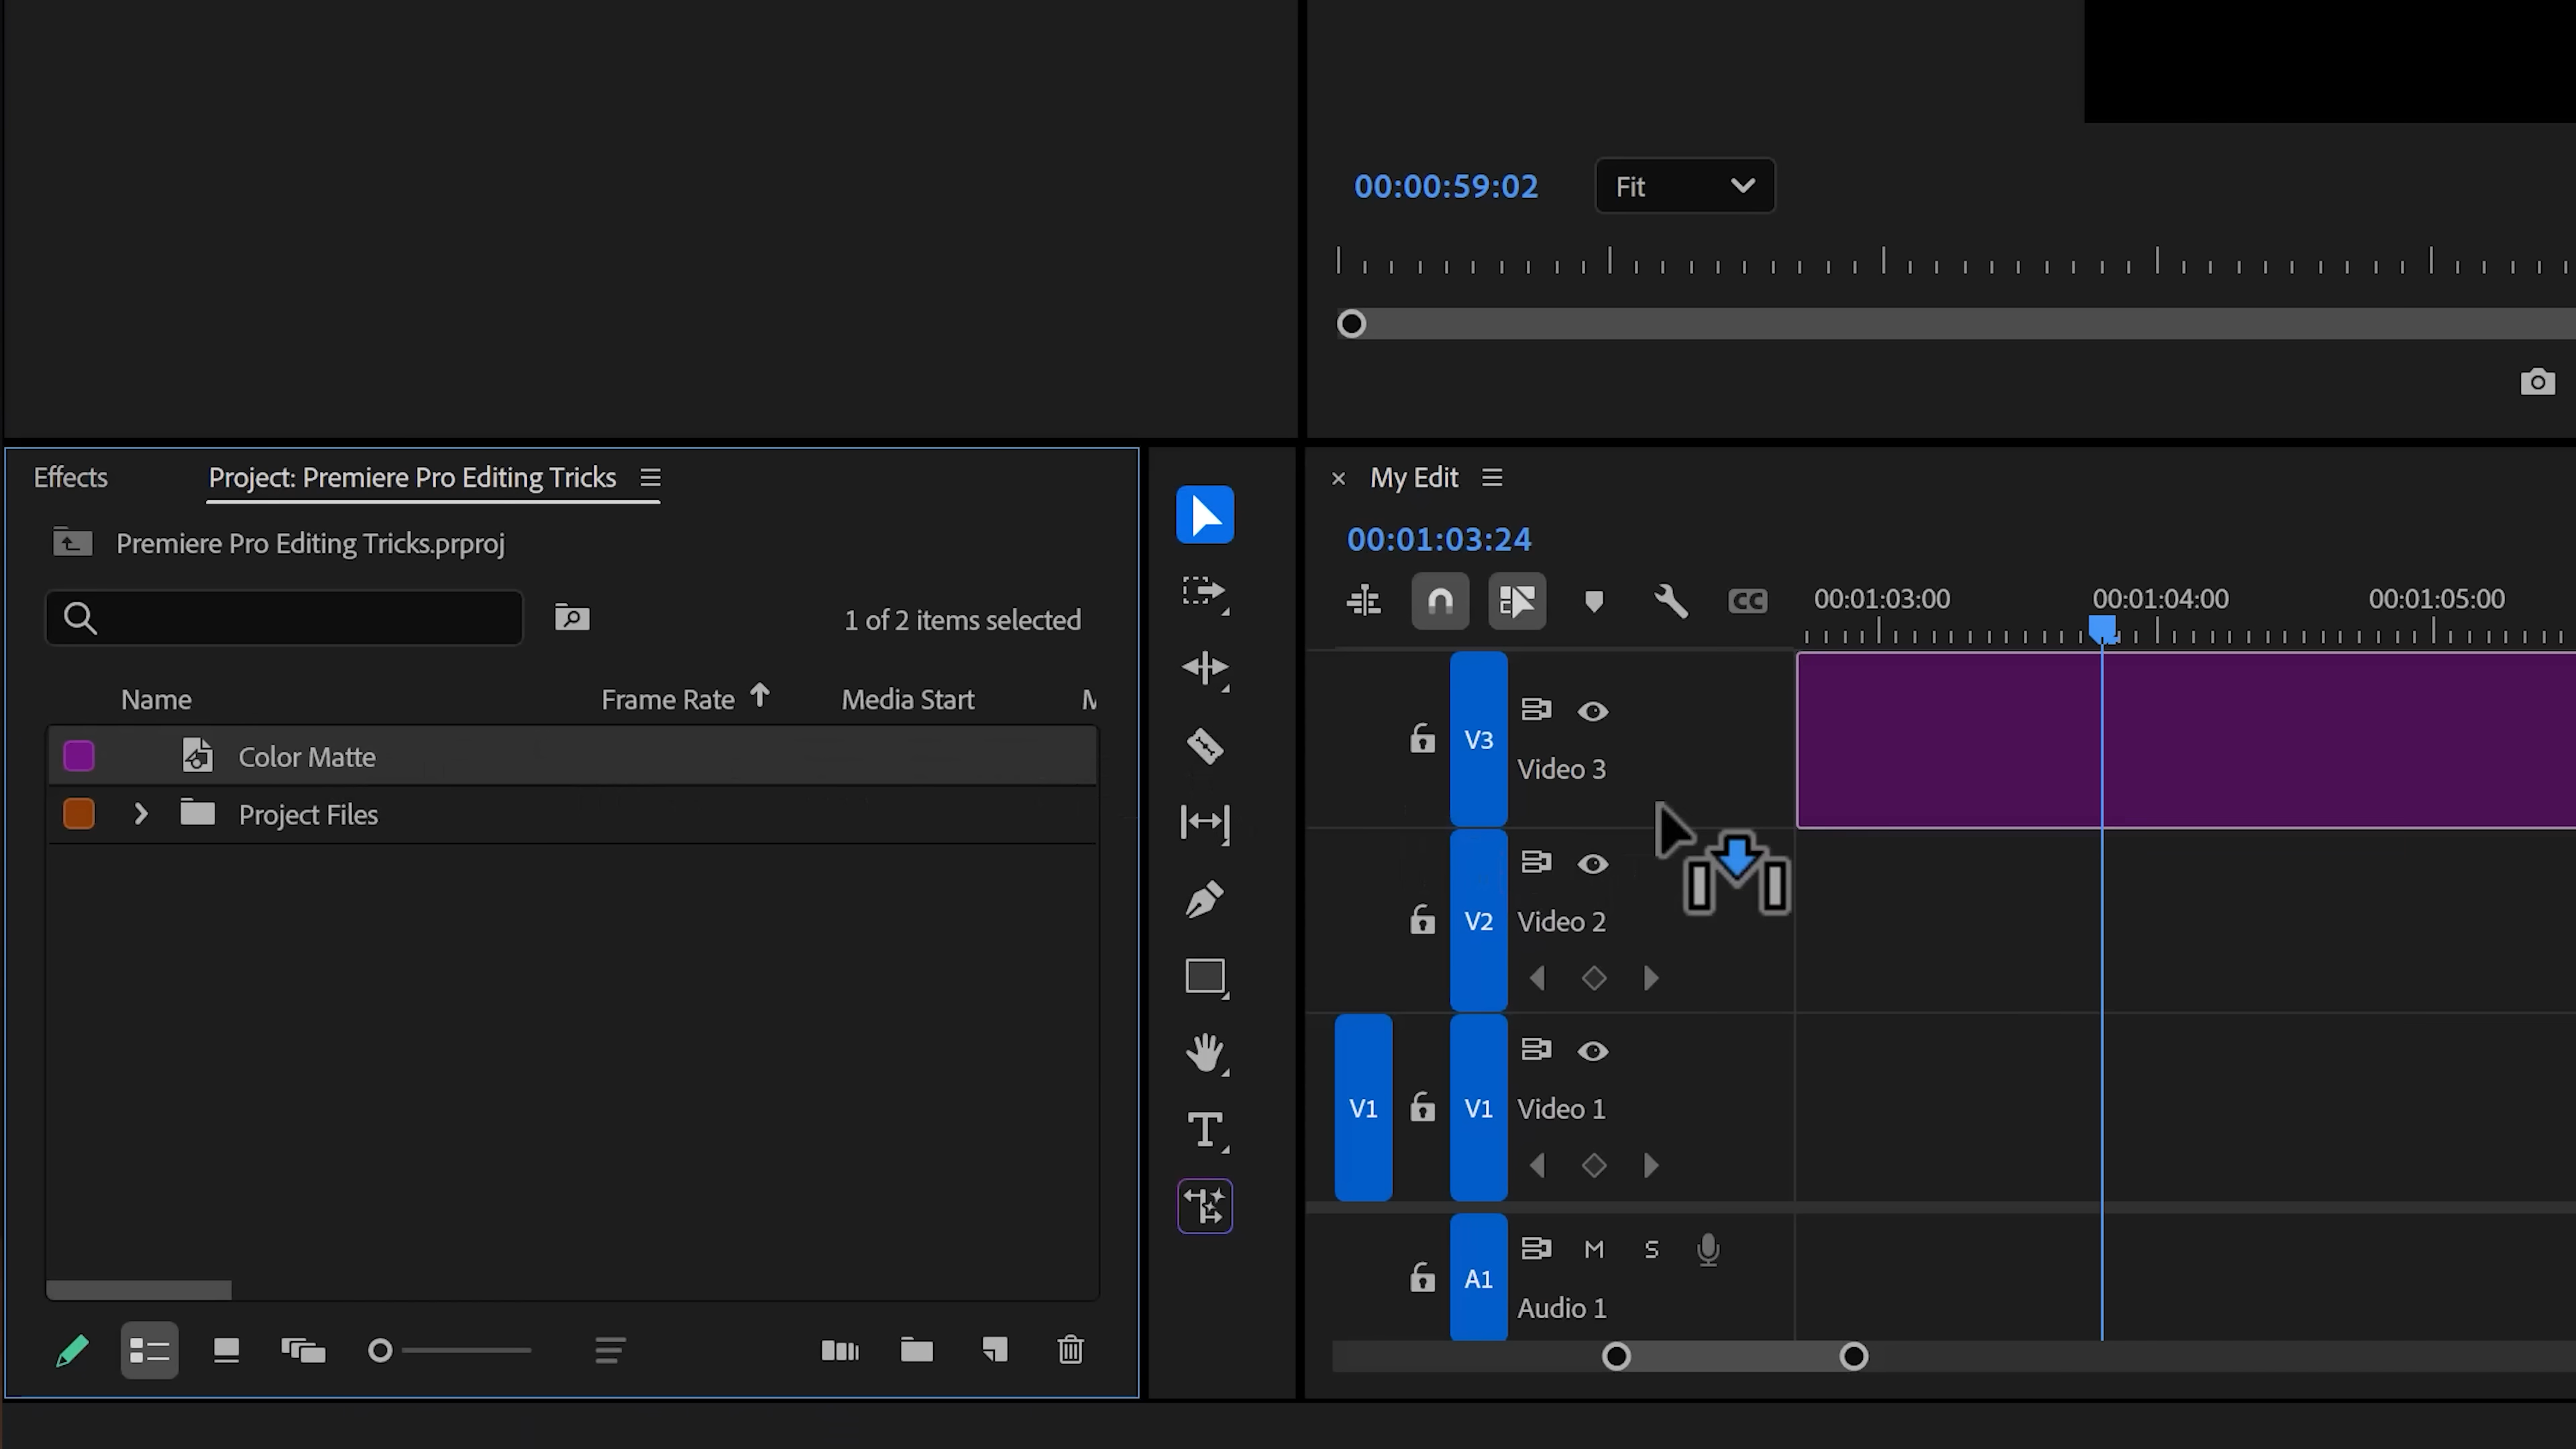 00:00:59:02
Fit
Effects
Project: Premiere Pro Editing Tricks
Premiere Pro Editing Tricks.prproj
1 of 2 items selected
Name
Frame Rate
Media Start
M
Color Matte
Project Files
My Edit
00:01:03:24
CC
00:01:03:00
00:01:04:00
00:01:05:00
V3
Video 3
V2
Video 2
V1
V1
Video 1
A1
M
S
Audio 1